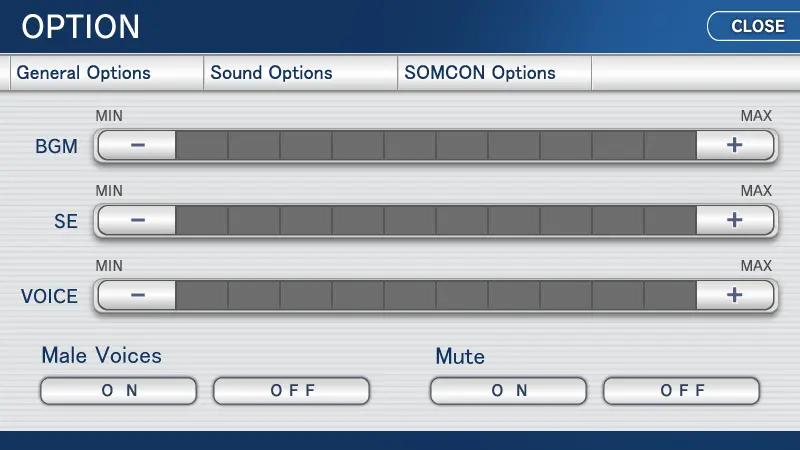 OPTION
CLOSE
General Options
Sound Options
SOMCON Options
MIN MAX
BGM − +
MIN MAX
SE − +
MIN MAX
VOICE − +
Male Voices Mute
ON OFF ON OFF